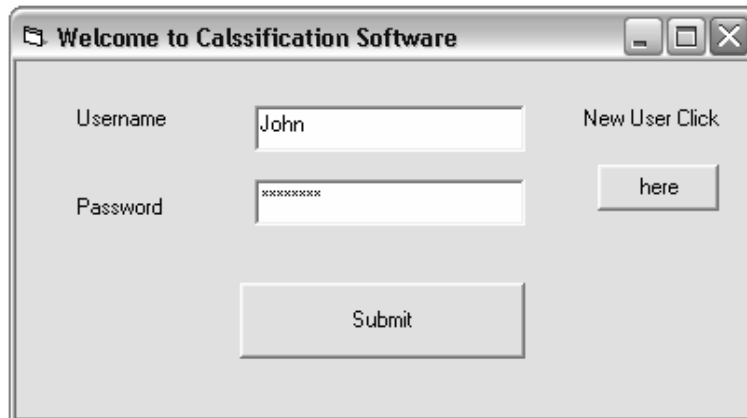 Welcome to Calssification Software
Username
John
New User Click
Password
********
here
Submit